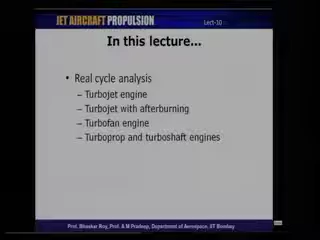 JET AIRCRAFT PROPULSION
Lect-10
In this lecture...
• Real cycle analysis
– Turbojet engine
– Turbojet with afterburning
– Turbofan engine
– Turboprop and turboshaft engines
Prof. Bhaskar Roy, Prof. A M Pradeep, Department of Aerospace, IIT Bombay